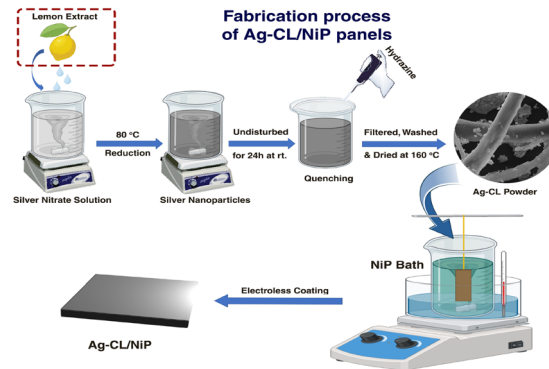 Fabrication process
of Ag-CL/NiP panels
Lemon Extract
Hydrazine
80 °C
Reduction
Undisturbed
for 24h at rt.
Filtered, Washed
& Dried at 160 °C
Silver Nitrate Solution
Silver Nanoparticles
Quenching
Ag-CL Powder
NiP Bath
Electroless Coating
Ag-CL/NiP